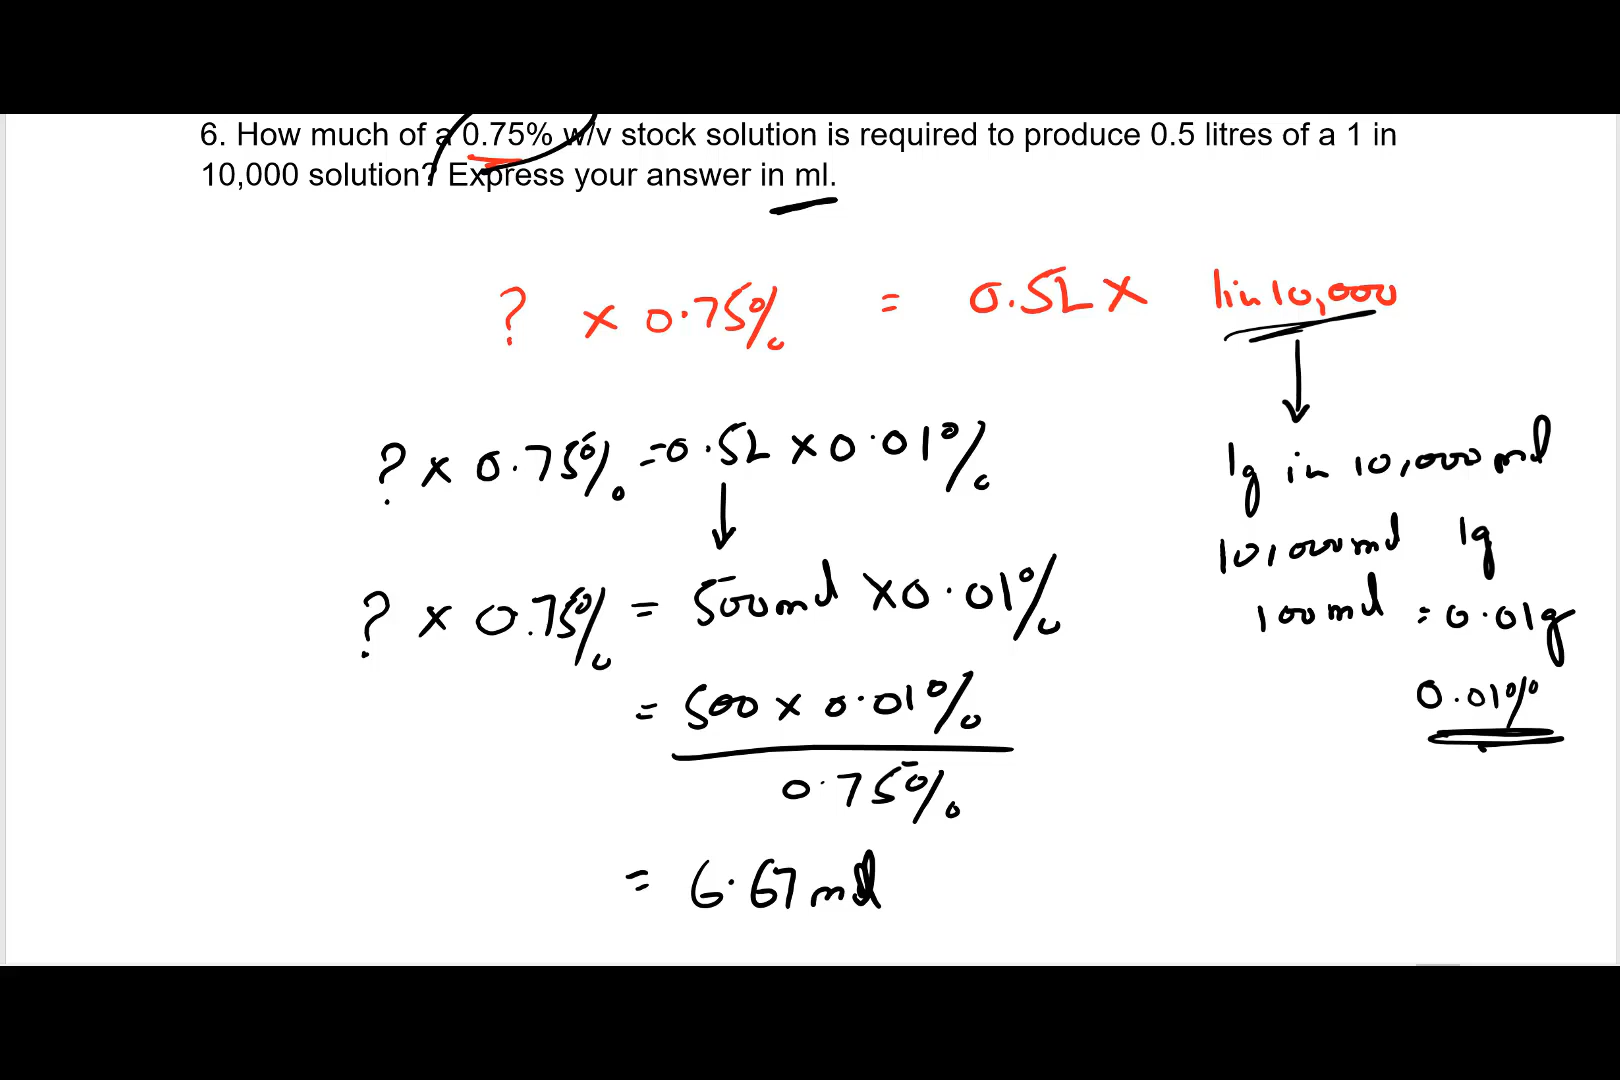 6. How much of a 0.75% w/v stock solution is required to produce 0.5 litres of a 1 in
10,000 solution? Express your answer in ml.
? x 0.75% = 0.5L x 1 in 10,000
? x 0.75% = 0.5L x 0.01%
1g in 10,000ml
10,000ml 1g
? x 0.75% = 500ml x 0.01%
100ml = 0.01g
= 500 x 0.01%
0.01%
0.75%
= 6.67ml